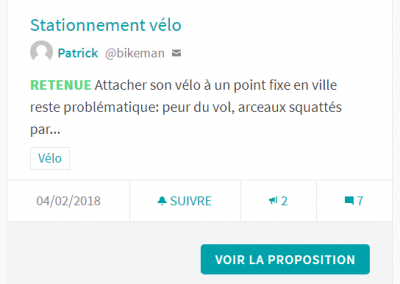 Stationnement vélo
Patrick @bikeman
RETENUE Attacher son vélo à un point fixe en ville
reste problématique: peur du vol, arceaux squattés
par...
Vélo
04/02/2018 SUIVRE 2 7
VOIR LA PROPOSITION